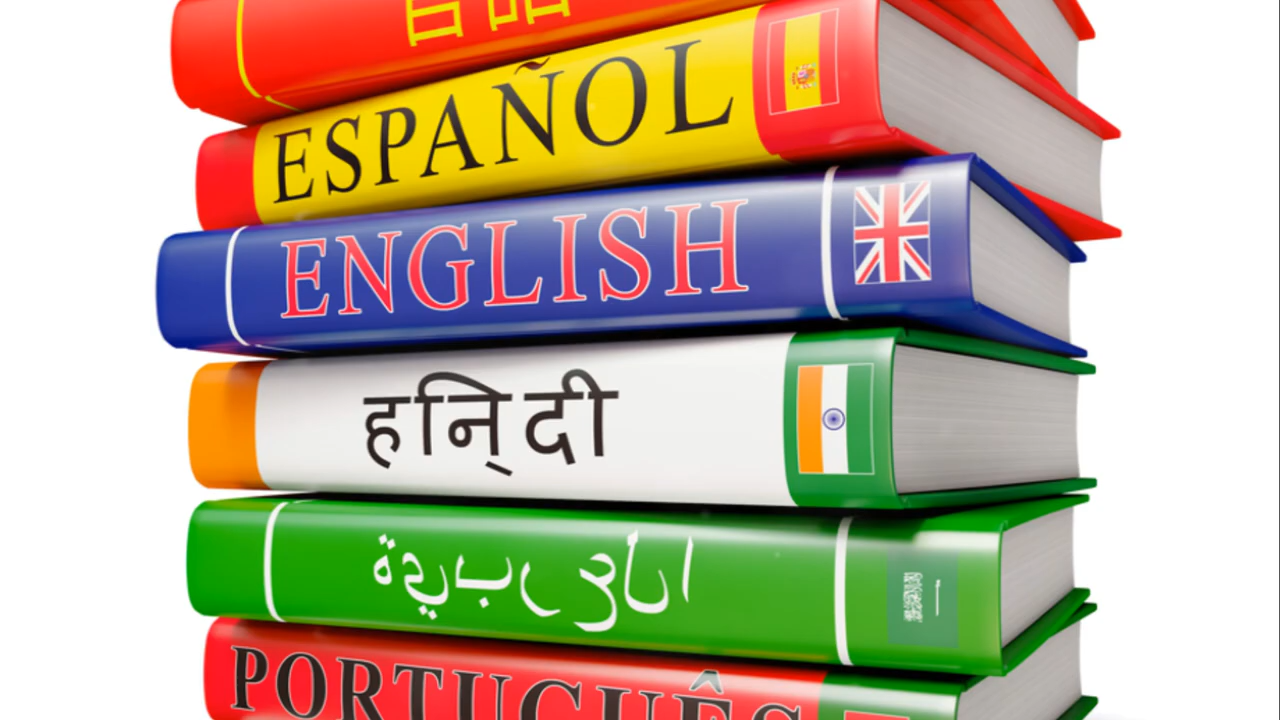 ESPAÑOL
ENGLISH
हनि्दी
ا ل ع ر ب ي ة
PORTUGUÊS